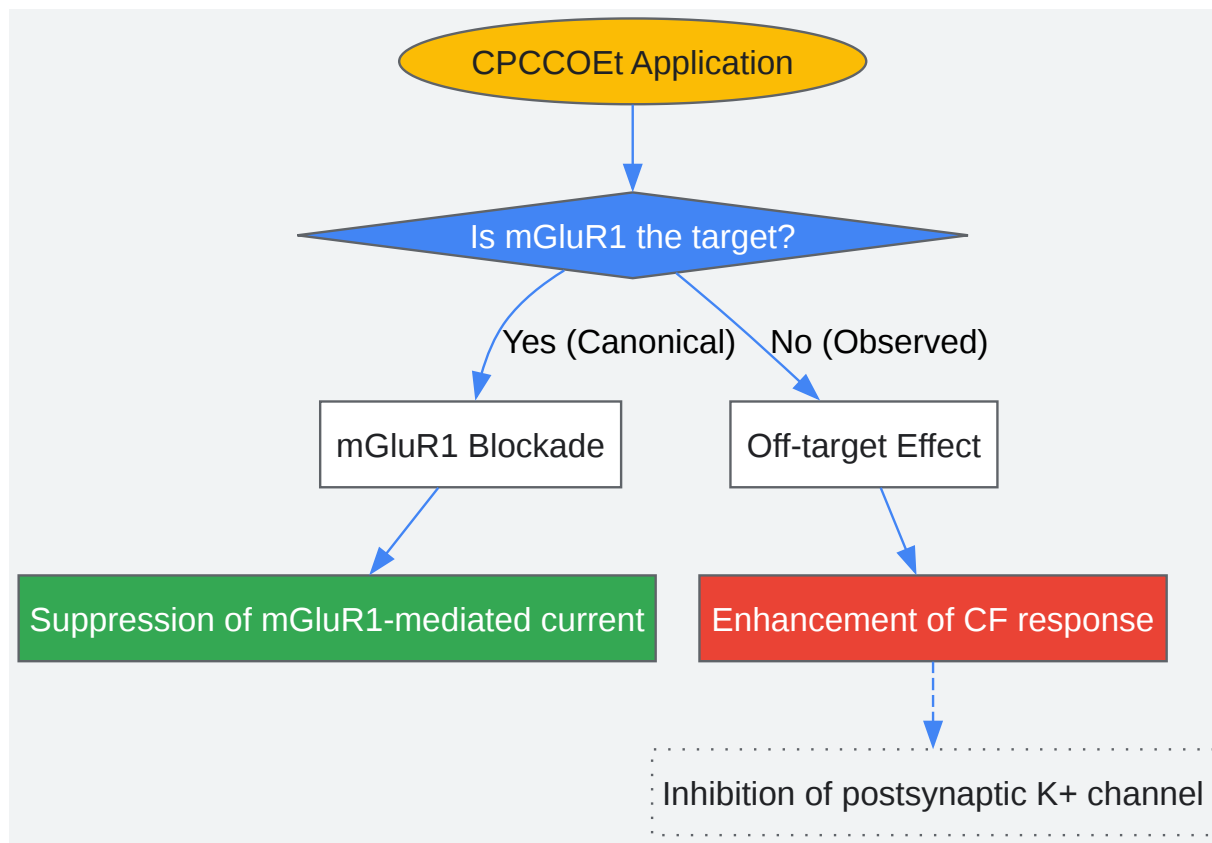 CPCCOEt Application
Is mGluR1 the target?
Yes (Canonical)
No (Observed)
mGluR1 Blockade
Off-target Effect
Suppression of mGluR1-mediated current
Enhancement of CF response
Inhibition of postsynaptic K+ channel